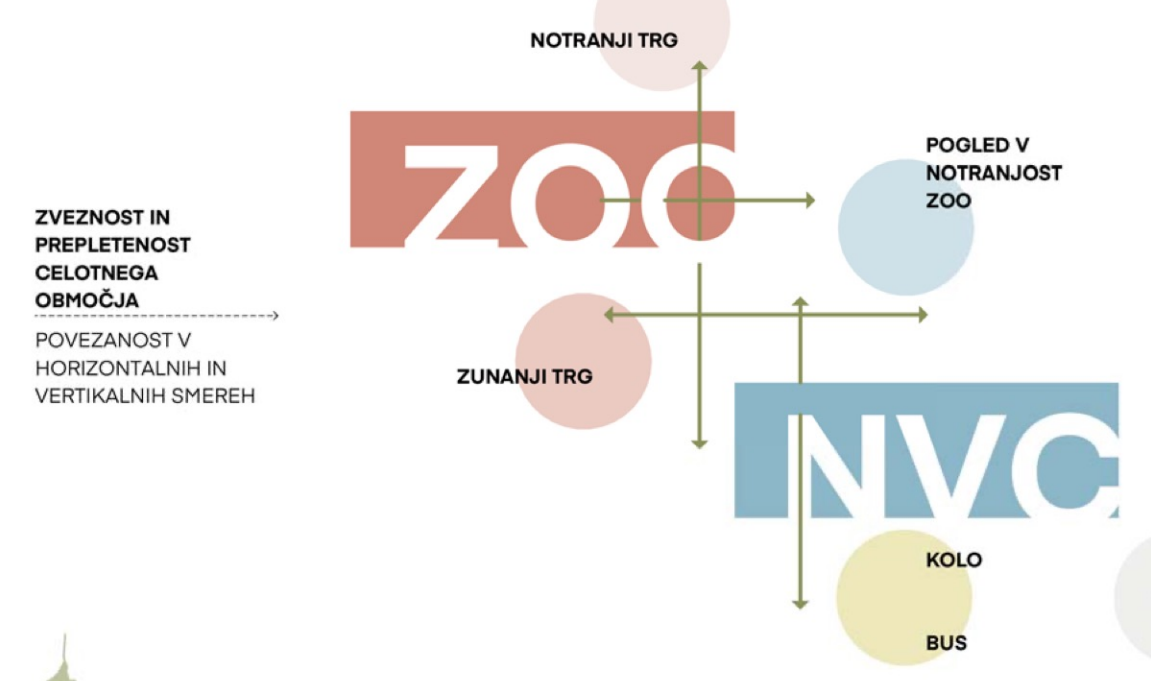 NOTRANJI TRG
ZOO
POGLED V
NOTRANJOST
ZOO
ZVEZNOST IN
PREPLETENOST
CELOTNEGA
OBMOČJA
POVEZANOST V
HORIZONTALNIH IN
VERTIKALNIH SMEREH
ZUNANJI TRG
NVC
KOLO
BUS